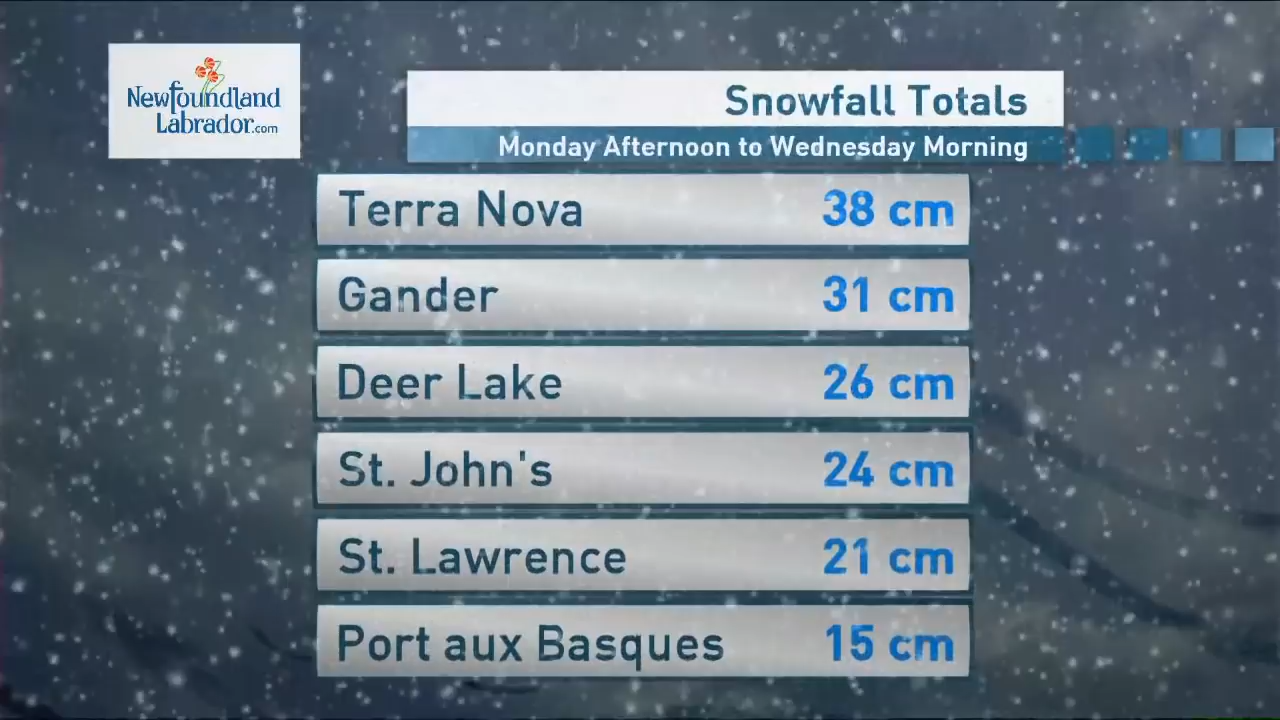 Newfoundland
Labrador.com
Snowfall Totals
Monday Afternoon to Wednesday Morning
Terra Nova 38 cm
Gander 31 cm
Deer Lake 26 cm
St. John's 24 cm
St. Lawrence 21 cm
Port aux Basques 15 cm